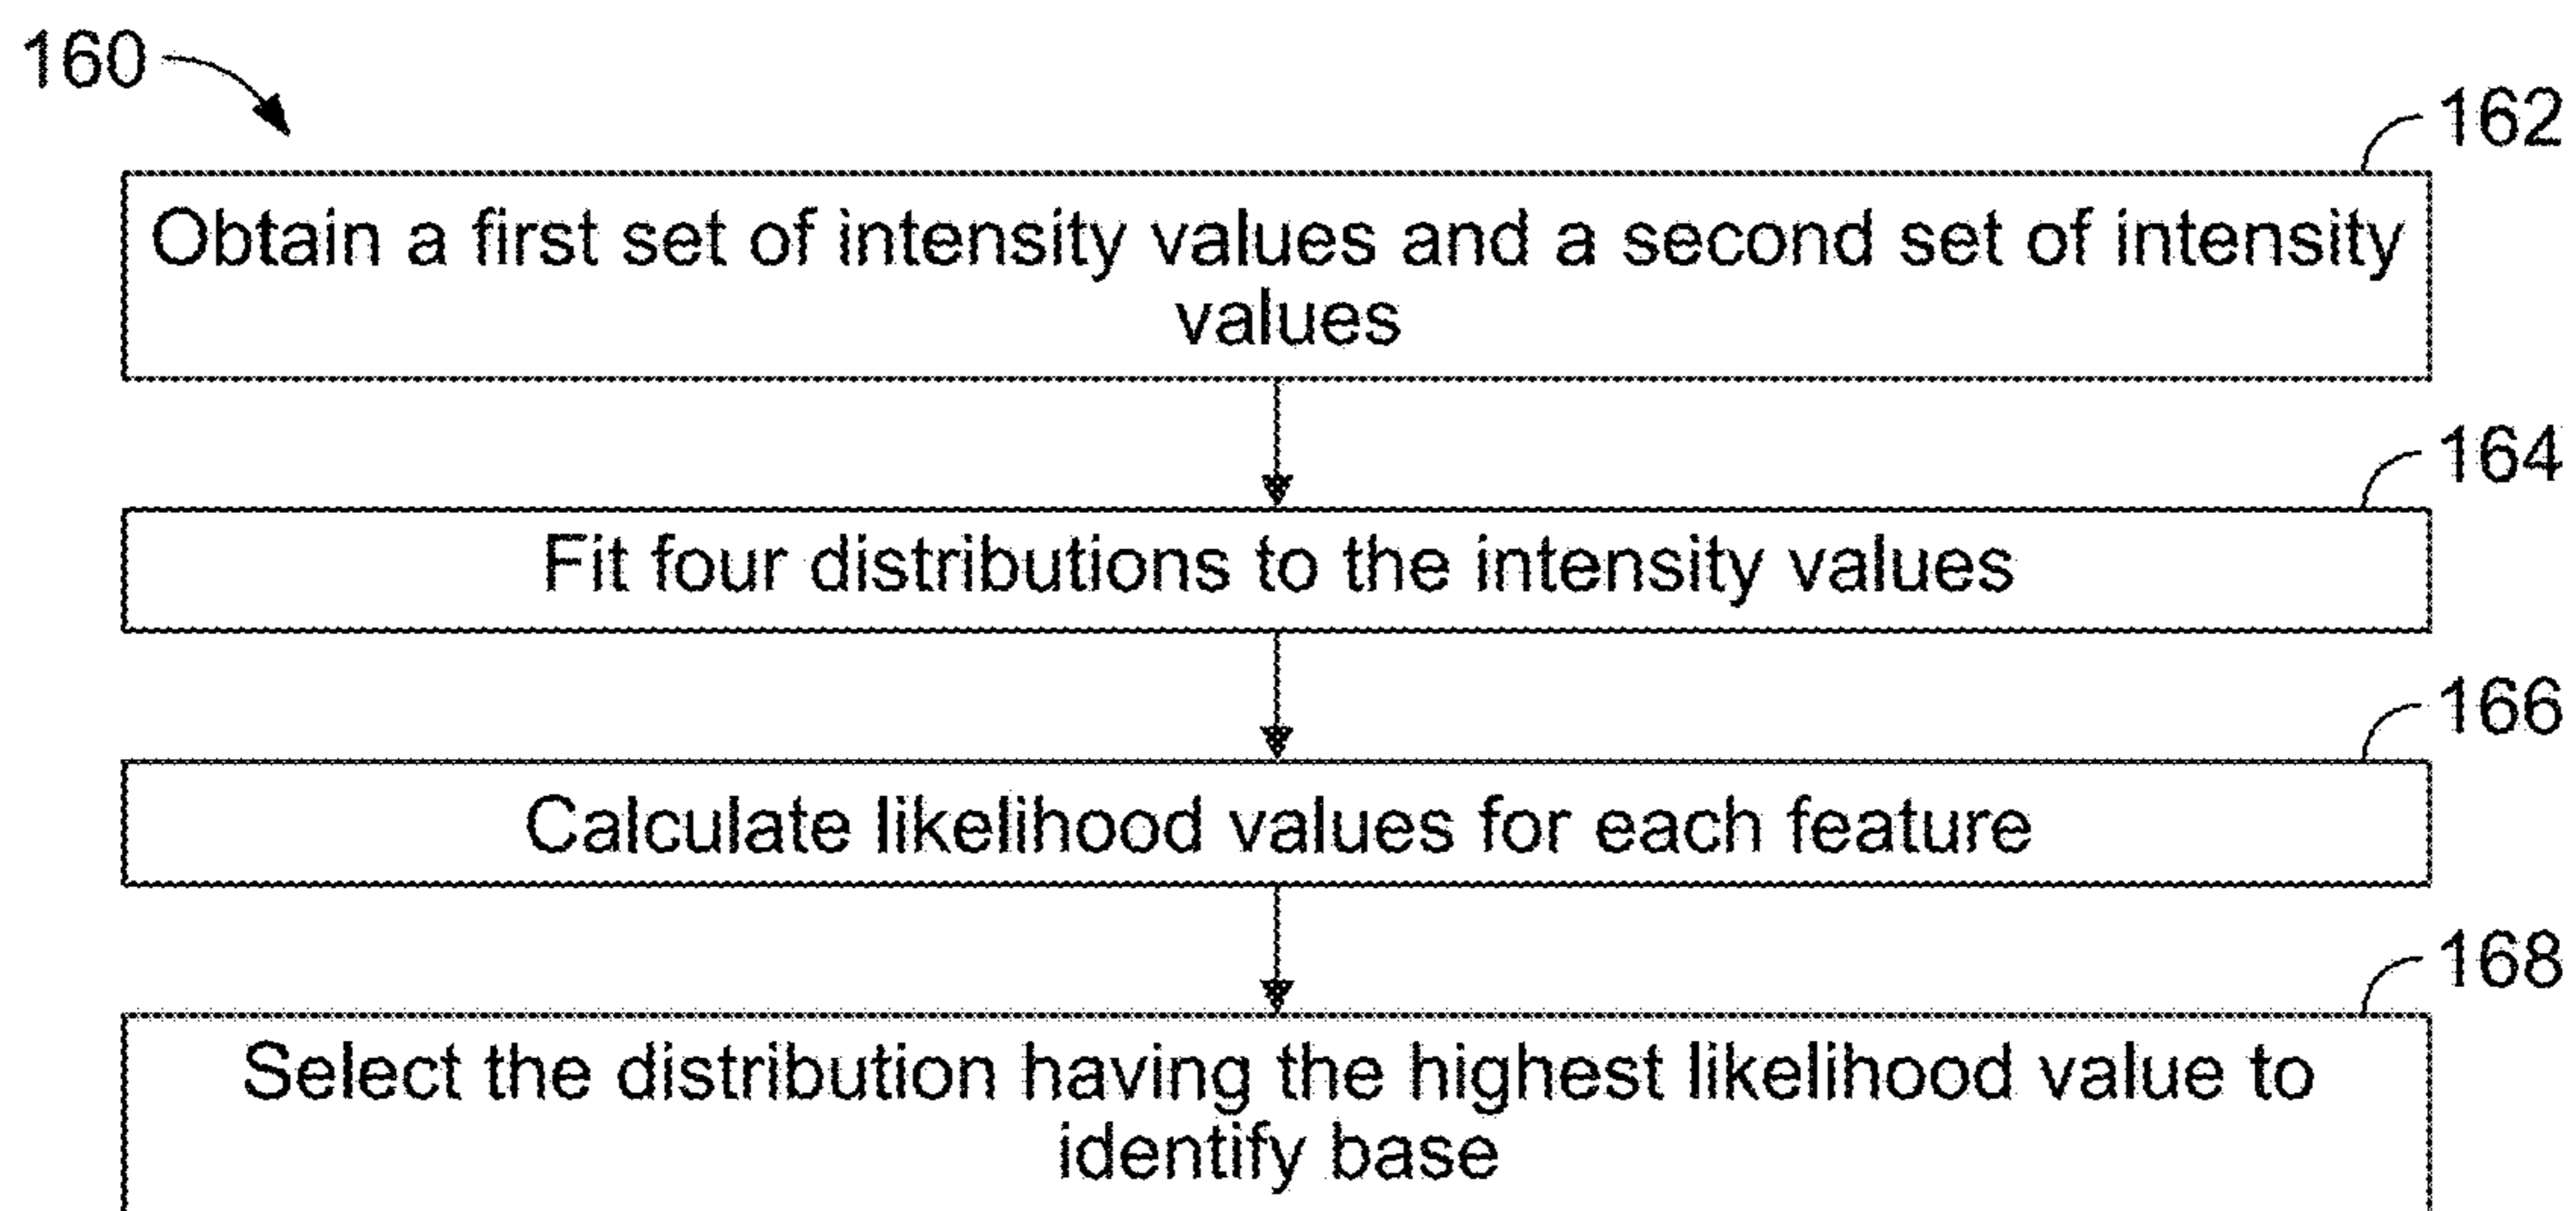 160
162
Obtain a first set of intensity values and a second set of intensity
values
164
Fit four distributions to the intensity values
166
Calculate likelihood values for each feature
168
Select the distribution having the highest likelihood value to
identify base